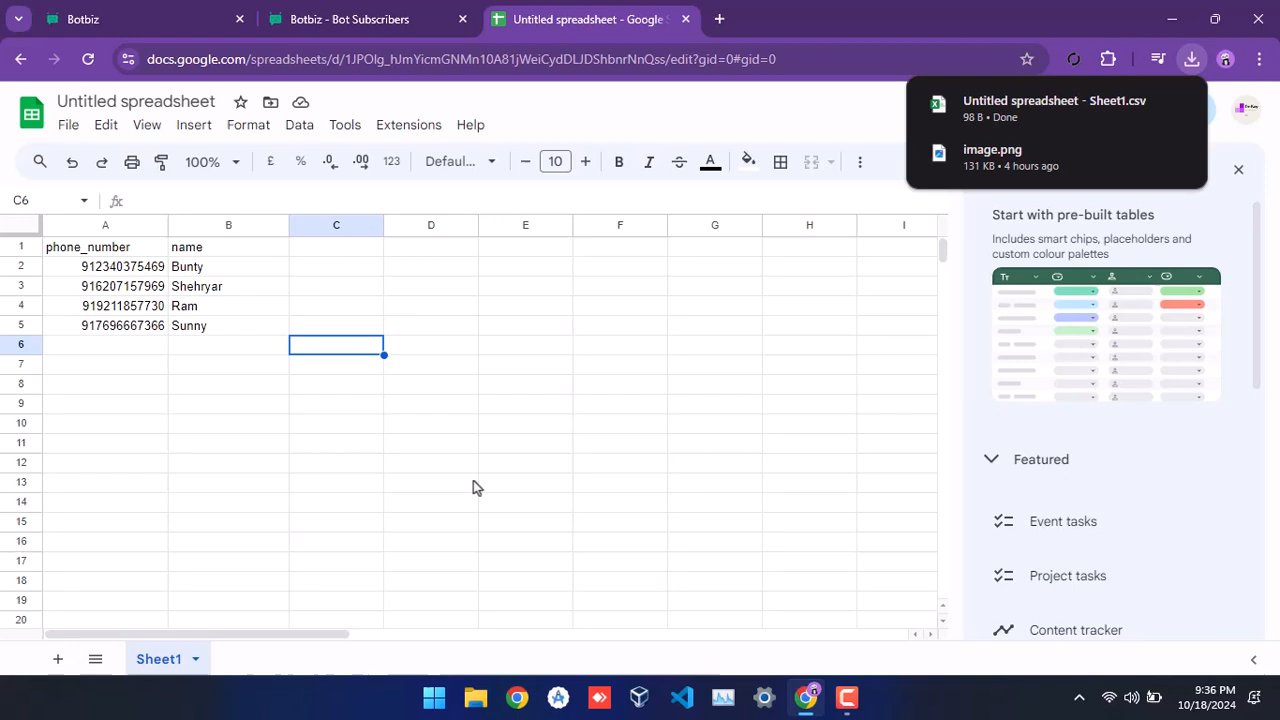 Botbiz
Botbiz - Bot Subscribers
Untitled spreadsheet - Google S
docs.google.com/spreadsheets/d/1JPOlg_hJmYicmGNMn10A81jWeiCydDLJDShbnrNnQss/edit?gid=0#gid=0
Untitled spreadsheet - Sheet1.csv
98 B • Done
image.png
131 KB • 4 hours ago
Untitled spreadsheet
File Edit View Insert Format Data Tools Extensions Help
100% £ % .0 .00 123 Defaul... 10 B I S A
C6 fx
A B C D E F G H I
1 phone_number name
2 912340375469 Bunty
3 916207157969 Shehryar
4 919211857730 Ram
5 917696667366 Sunny
6
7
8
9
10
11
12
13
14
15
16
17
18
19
20
Start with pre-built tables
Includes smart chips, placeholders and
custom colour palettes
Tт
Featured
Event tasks
Project tasks
Content tracker
Sheet1
9:36 PM
10/18/2024